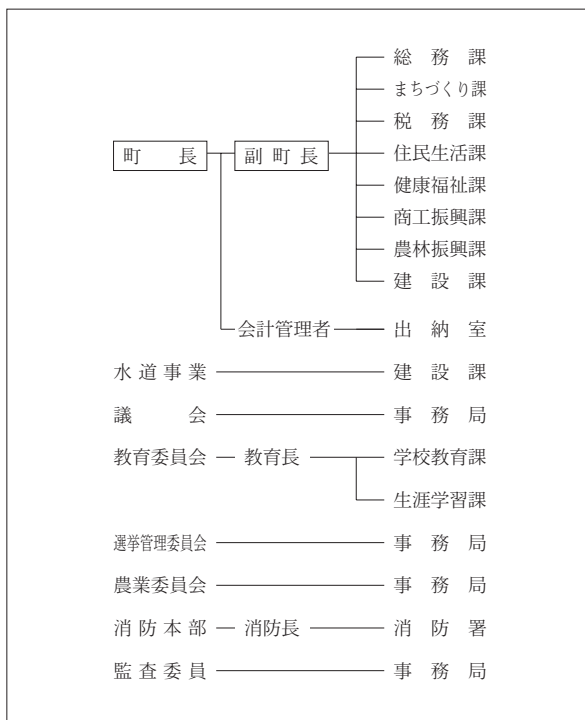 総務課
まちづくり課
税務課
町長 副町長 住民生活課
健康福祉課
商工振興課
農林振興課
建設課
会計管理者 出納室
水道事業 建設課
議会 事務局
教育委員会 教育長 学校教育課
生涯学習課
選挙管理委員会 事務局
農業委員会 事務局
消防本部 消防長 消防署
監査委員 事務局